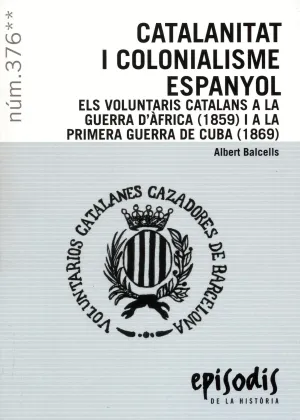 núm.376**
CATALANITAT
I COLONIALISME
ESPANYOL
ELS VOLUNTARIS CATALANS A LA
GUERRA D'ÀFRICA (1859) I A LA
PRIMERA GUERRA DE CUBA (1869)
Albert Balcells
VOLUNTARIOS CATALANES CAZADORES DE BARCELONA
episodis
DE LA HISTÒRIA